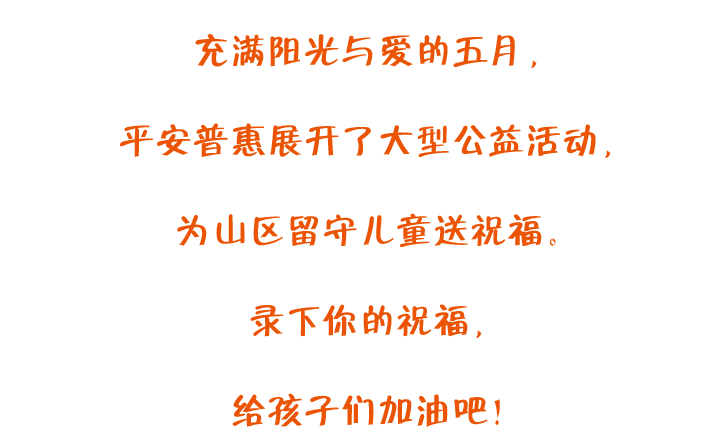 充满阳光与爱的五月，
平安普惠展开了大型公益活动，
为山区留守儿童送祝福。
录下你的祝福，
给孩子们加油吧！